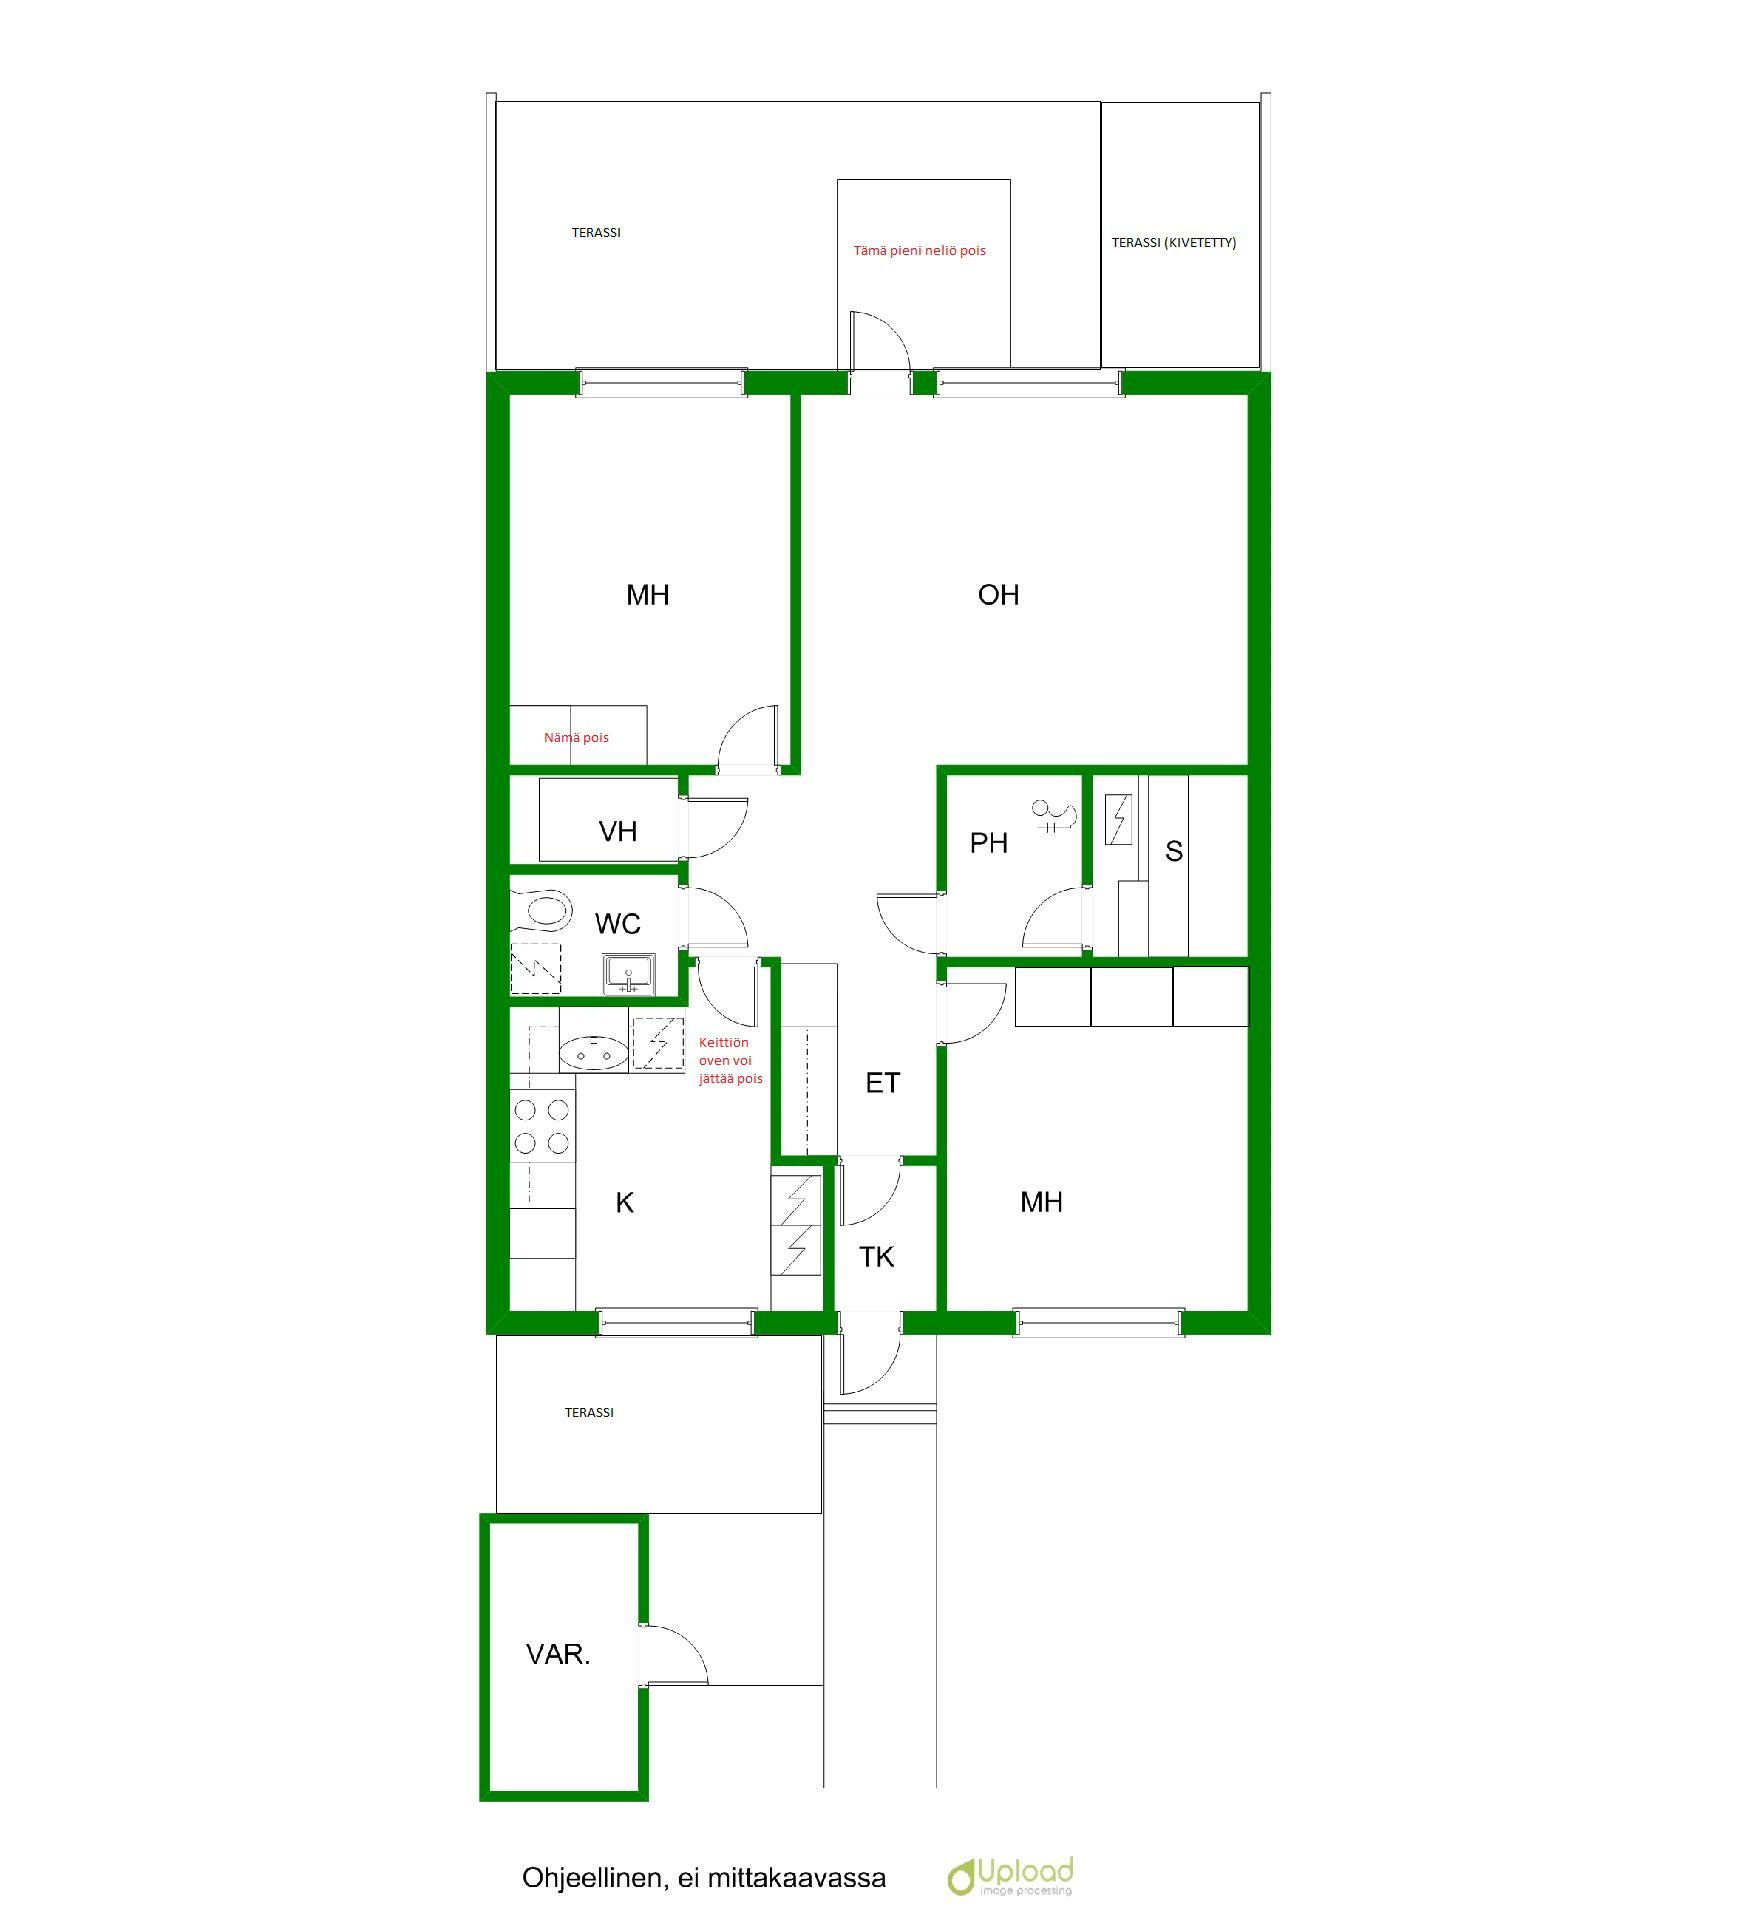 TERASSI
TERASSI (KIVETETTY)
Tämä pieni neliö pois
MH
OH
Nämä pois
VH
PH
S
WC
Keittiön
oven voi
jättää pois
ET
K
MH
TK
TERASSI
VAR.
Ohjeellinen, ei mittakaavassa
Upload
image processing